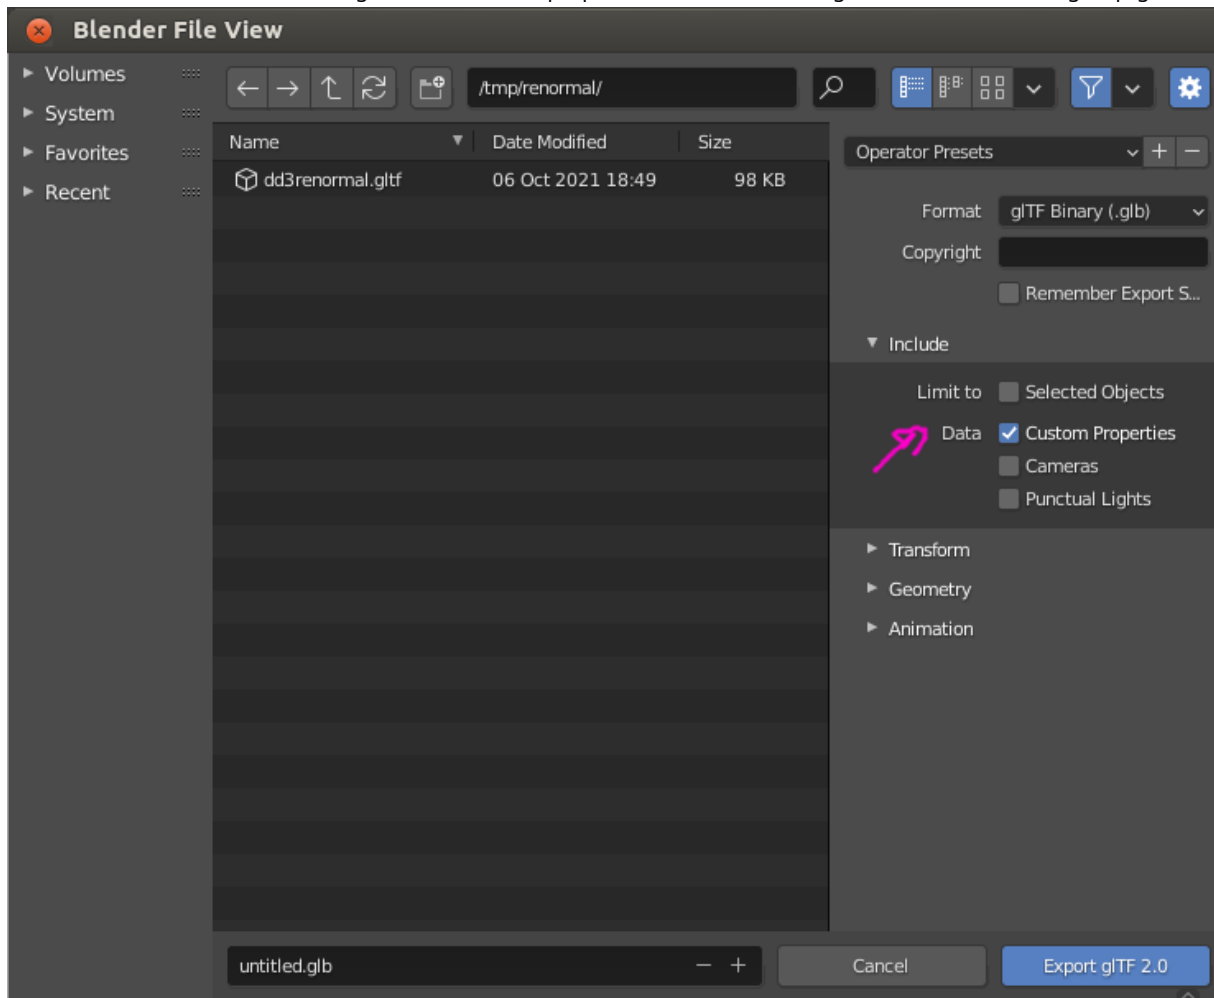 Blender File View
Volumes
System
Favorites
Recent
/tmp/renormal/
Name
Date Modified
Size
dd3renormal.gltf
06 Oct 2021 18:49
98 KB
Operator Presets
Format
glTF Binary (.glb)
Copyright
Remember Export S...
Include
Limit to
Selected Objects
Data
Custom Properties
Cameras
Punctual Lights
Transform
Geometry
Animation
untitled.glb
Cancel
Export glTF 2.0